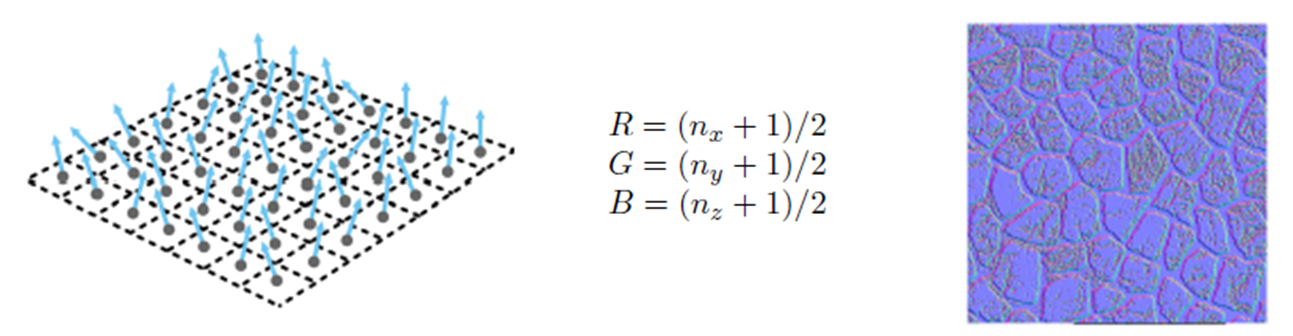 R = (n_x + 1)/2
G = (n_y + 1)/2
B = (n_z + 1)/2